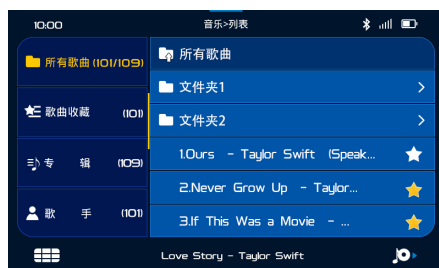 10:00
音乐>列表
所有歌曲 (101/109)
歌曲收藏 (101)
专 辑 (109)
歌 手 (101)
所有歌曲
文件夹1
文件夹2
1.Ours - Taylor Swift (Speak...
2.Never Grow Up - Taylor...
3.If This Was a Movie - ...
Love Story - Taylor Swift